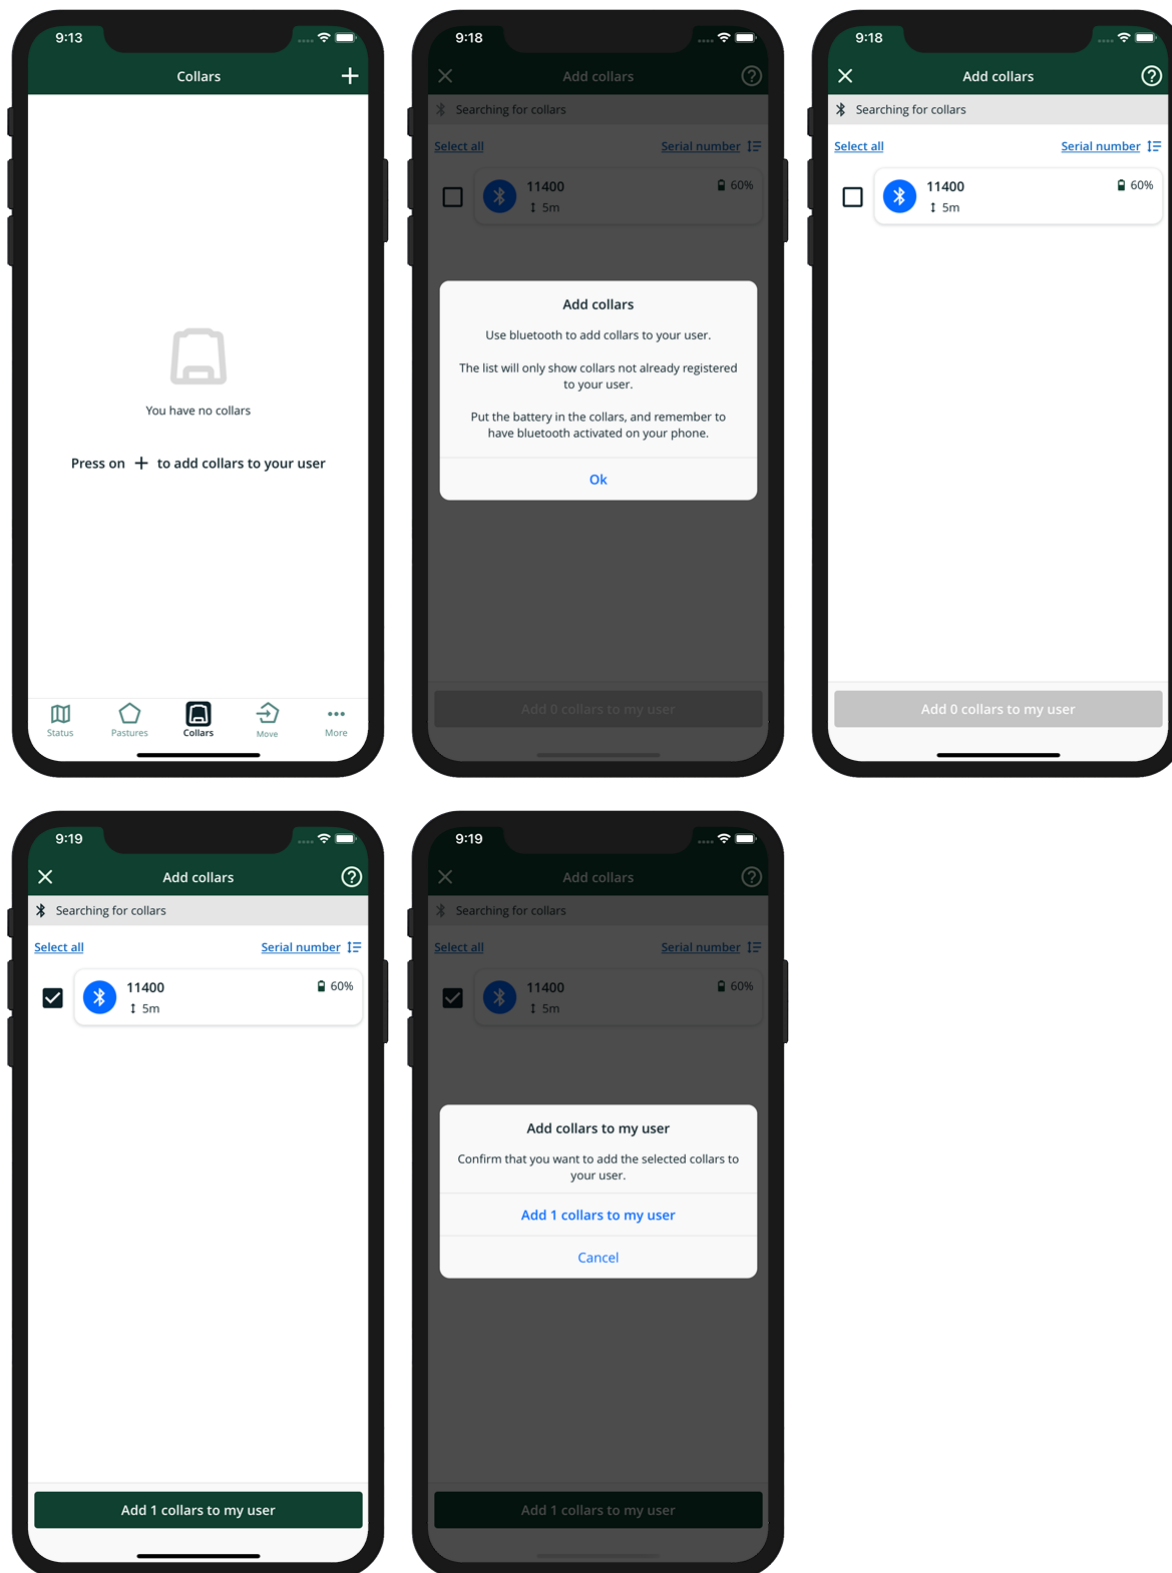 9:13
Collars
You have no collars
Press on + to add collars to your user
Status
Pastures
Collars
Move
More
9:18
Add collars
Searching for collars
Select all
Serial number
11400
60%
5m
Add collars
Use bluetooth to add collars to your user.
The list will only show collars not already registered
to your user.
Put the battery in the collars, and remember to
have bluetooth activated on your phone.
Ok
Add 0 collars to my user
9:18
Add collars
Searching for collars
Select all
Serial number
11400
60%
5m
Add 0 collars to my user
9:19
Add collars
Searching for collars
Select all
Serial number
11400
60%
5m
Add 1 collars to my user
9:19
Add collars
Searching for collars
Select all
Serial number
11400
60%
5m
Add collars to my user
Confirm that you want to add the selected collars to
your user.
Add 1 collars to my user
Cancel
Add 1 collars to my user